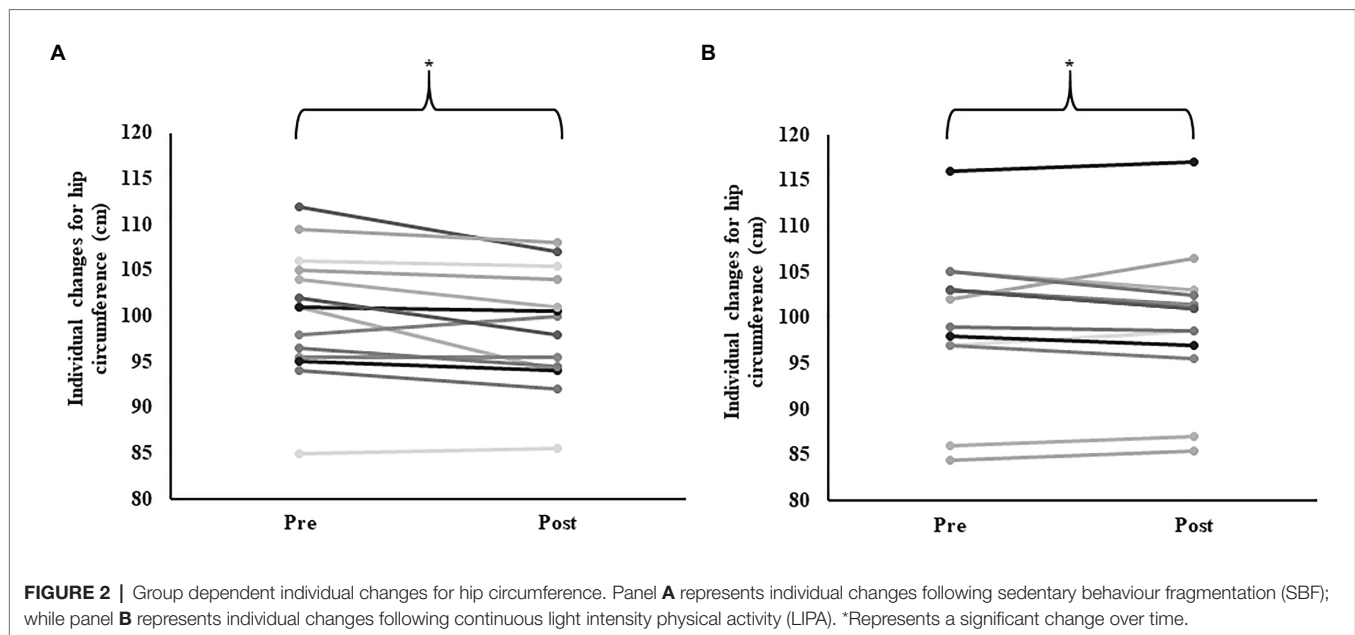 A
*
Individual changes for hip
circumference (cm)
120
115
110
105
100
95
90
85
80
Pre
Post
B
*
Individual changes for hip
circumference (cm)
120
115
110
105
100
95
90
85
80
Pre
Post
FIGURE 2 | Group dependent individual changes for hip circumference. Panel A represents individual changes following sedentary behaviour fragmentation (SBF);
while panel B represents individual changes following continuous light intensity physical activity (LIPA). *Represents a significant change over time.